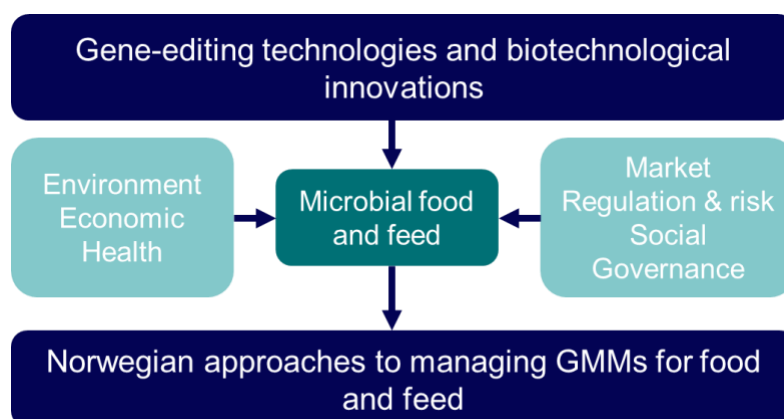 Gene-editing technologies and biotechnological
innovations
Environment
Economic
Health
Microbial food
and feed
Market
Regulation & risk
Social
Governance
Norwegian approaches to managing GMMs for food
and feed